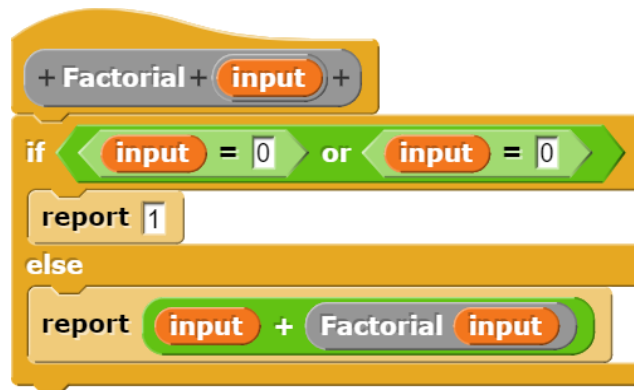 + Factorial + input +
if input = 0 or input = 0
report 1
else
report input + Factorial input